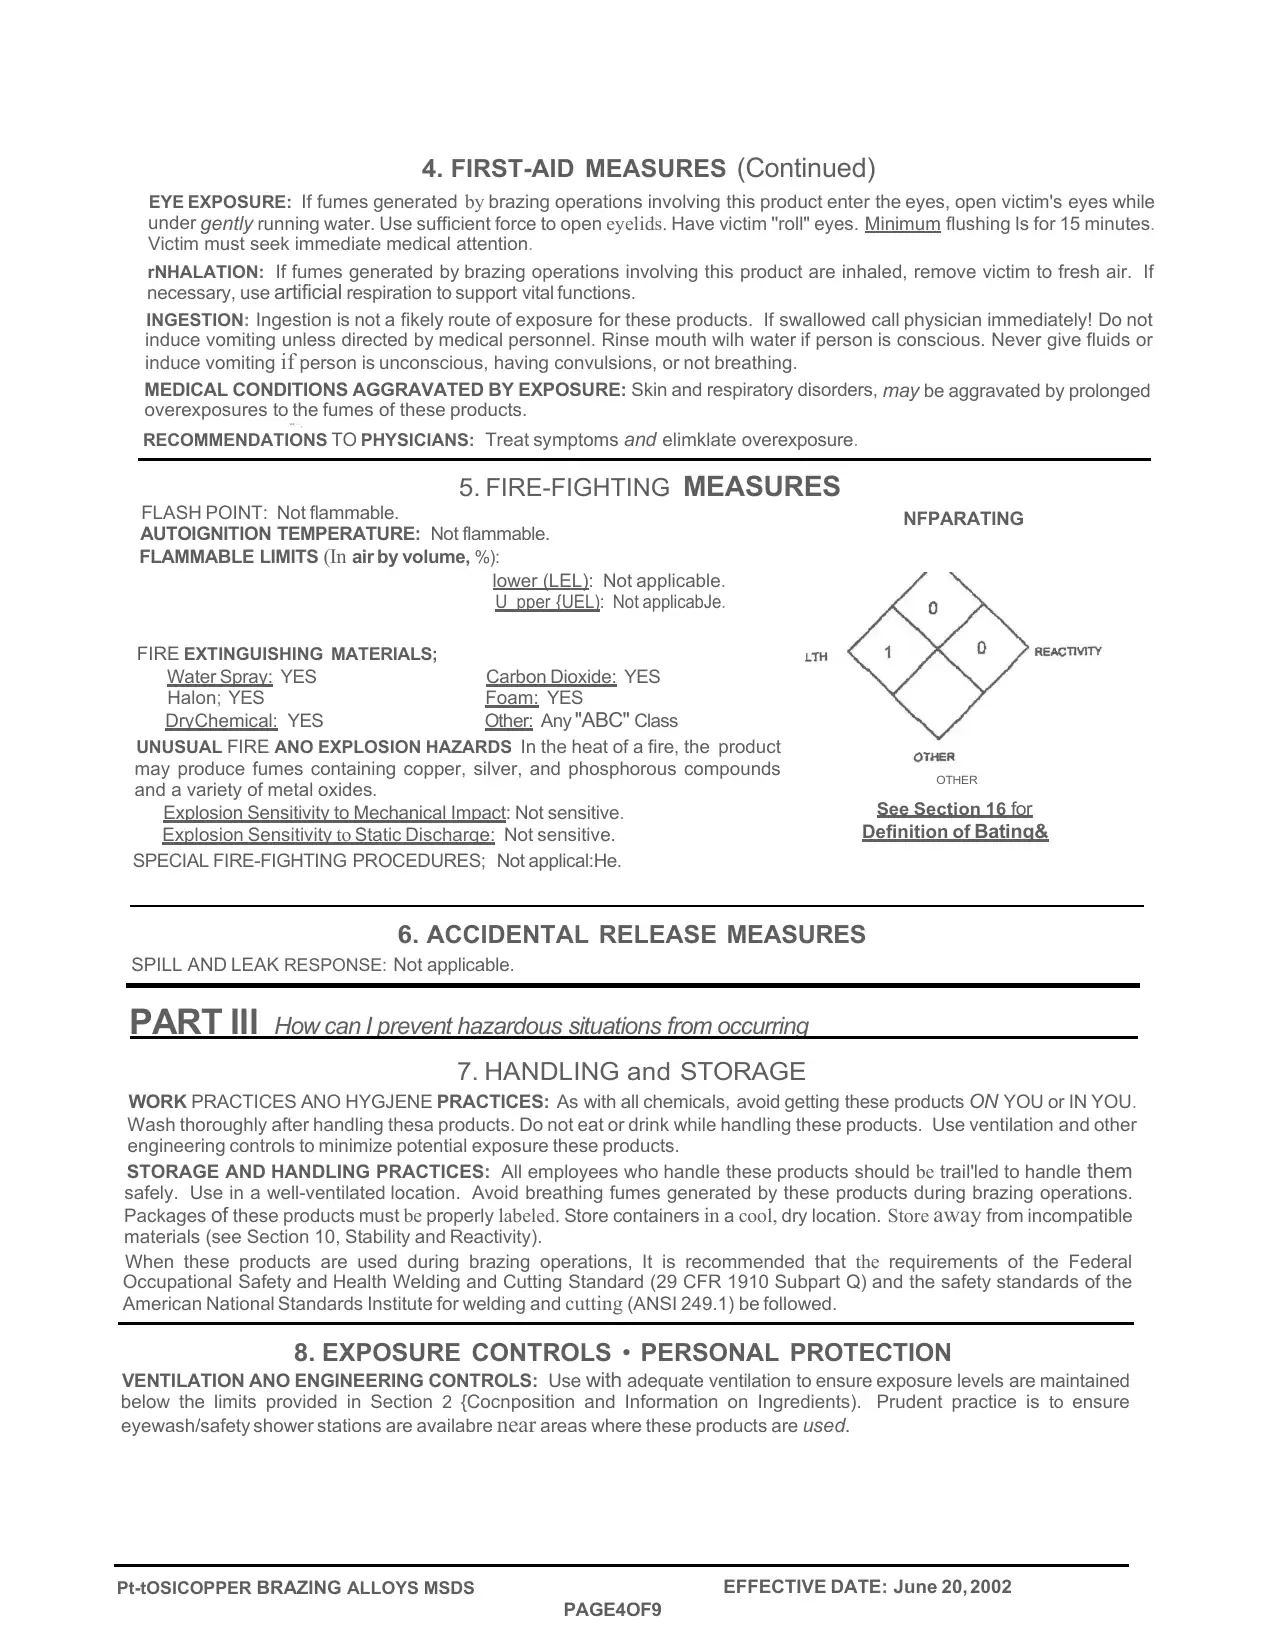 4. FIRST-AID MEASURES (Continued)
EYE EXPOSURE: If fumes generated by brazing operations involving this product enter the eyes, open victim's eyes while
under gently running water. Use sufficient force to open eyelids. Have victim "roll" eyes. Minimum flushing Is for 15 minutes.
Victim must seek immediate medical attention.
rNHALATION: If fumes generated by brazing operations involving this product are inhaled, remove victim to fresh air. If
necessary, use artificial respiration to support vital functions.
INGESTION: Ingestion is not a fikely route of exposure for these products. If swallowed call physician immediately! Do not
induce vomiting unless directed by medical personnel. Rinse mouth wilh water if person is conscious. Never give fluids or
induce vomiting if person is unconscious, having convulsions, or not breathing.
MEDICAL CONDITIONS AGGRAVATED BY EXPOSURE: Skin and respiratory disorders, may be aggravated by prolonged
overexposures to the fumes of these products.
RECOMMENDATIONS TO PHYSICIANS: Treat symptoms and elimklate overexposure.
5. FIRE-FIGHTING MEASURES
FLASH POINT: Not flammable.
NFPARATING
AUTOIGNITION TEMPERATURE: Not flammable.
FLAMMABLE LIMITS (In air by volume, %):
lower (LEL): Not applicable.
U pper {UEL): Not applicabJe.
0
1
0
LTH
REACTIVITY
FIRE EXTINGUISHING MATERIALS;
Water Spray: YES Carbon Dioxide: YES
Halon; YES Foam: YES
DryChemical: YES Other: Any "ABC" Class
UNUSUAL FIRE ANO EXPLOSION HAZARDS In the heat of a fire, the product
may produce fumes containing copper, silver, and phosphorous compounds
and a variety of metal oxides.
OTHER
OTHER
Explosion Sensitivity to Mechanical Impact: Not sensitive.
Explosion Sensitivity to Static Discharqe: Not sensitive.
See Section 16 for
Definition of Batinq&
SPECIAL FIRE-FIGHTING PROCEDURES; Not applical:He.
6. ACCIDENTAL RELEASE MEASURES
SPILL AND LEAK RESPONSE: Not applicable.
PART III How can I prevent hazardous situations from occurring
7. HANDLING and STORAGE
WORK PRACTICES ANO HYGJENE PRACTICES: As with all chemicals, avoid getting these products ON YOU or IN YOU.
Wash thoroughly after handling thesa products. Do not eat or drink while handling these products. Use ventilation and other
engineering controls to minimize potential exposure these products.
STORAGE AND HANDLING PRACTICES: All employees who handle these products should be trail'led to handle them
safely. Use in a well-ventilated location. Avoid breathing fumes generated by these products during brazing operations.
Packages of these products must be properly labeled. Store containers in a cool, dry location. Store away from incompatible
materials (see Section 10, Stability and Reactivity).
When these products are used during brazing operations, It is recommended that the requirements of the Federal
Occupational Safety and Health Welding and Cutting Standard (29 CFR 1910 Subpart Q) and the safety standards of the
American National Standards Institute for welding and cutting (ANSI 249.1) be followed.
8. EXPOSURE CONTROLS • PERSONAL PROTECTION
VENTILATION ANO ENGINEERING CONTROLS: Use with adequate ventilation to ensure exposure levels are maintained
below the limits provided in Section 2 {Cocnposition and Information on Ingredients). Prudent practice is to ensure
eyewash/safety shower stations are availabre near areas where these products are used.
Pt-tOSICOPPER BRAZING ALLOYS MSDS
EFFECTIVE DATE: June 20, 2002
PAGE4OF9